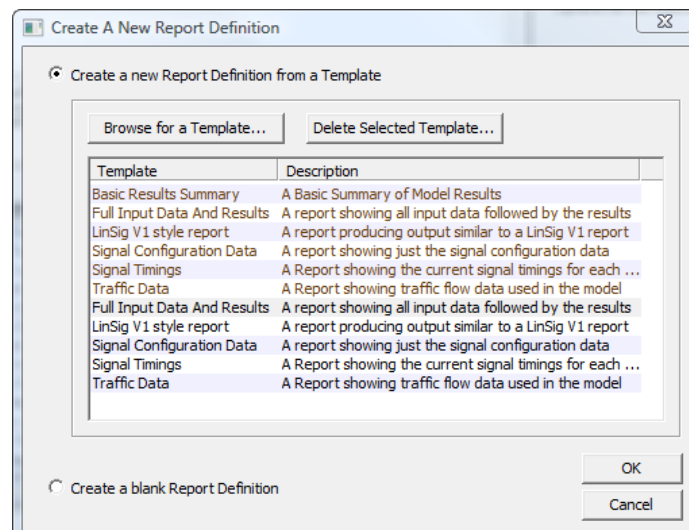 Create A New Report Definition
Create a new Report Definition from a Template
Browse for a Template... Delete Selected Template...
Template Description
Basic Results Summary A Basic Summary of Model Results
Full Input Data And Results A report showing all input data followed by the results
LinSig V1 style report A report producing output similar to a LinSig V1 report
Signal Configuration Data A report showing just the signal configuration data
Signal Timings A Report showing the current signal timings for each ...
Traffic Data A Report showing traffic flow data used in the model
Full Input Data And Results A report showing all input data followed by the results
LinSig V1 style report A report producing output similar to a LinSig V1 report
Signal Configuration Data A report showing just the signal configuration data
Signal Timings A Report showing the current signal timings for each ...
Traffic Data A Report showing traffic flow data used in the model
OK
Create a blank Report Definition
Cancel